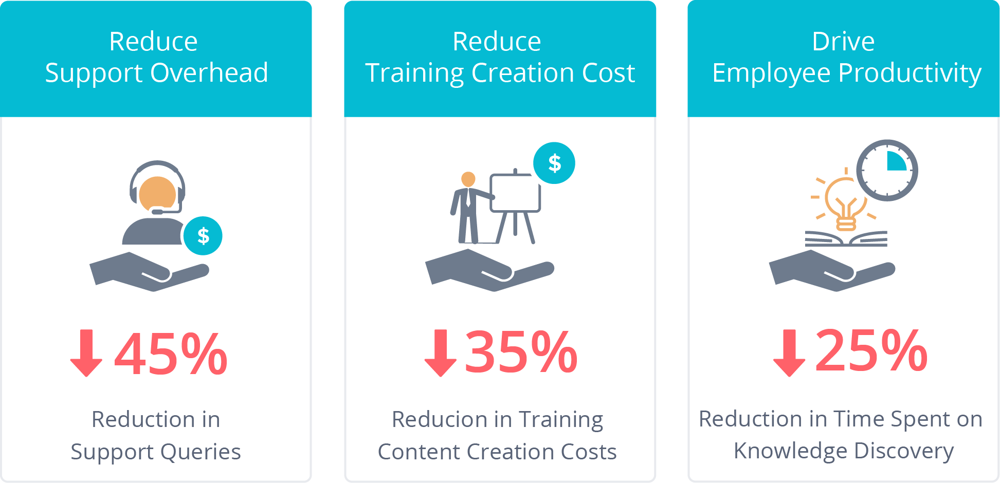 Reduce
Support Overhead
$
45%
Reduction in
Support Queries
Reduce
Training Creation Cost
$
35%
Reducion in Training
Content Creation Costs
Drive
Employee Productivity
25%
Reduction in Time Spent on
Knowledge Discovery